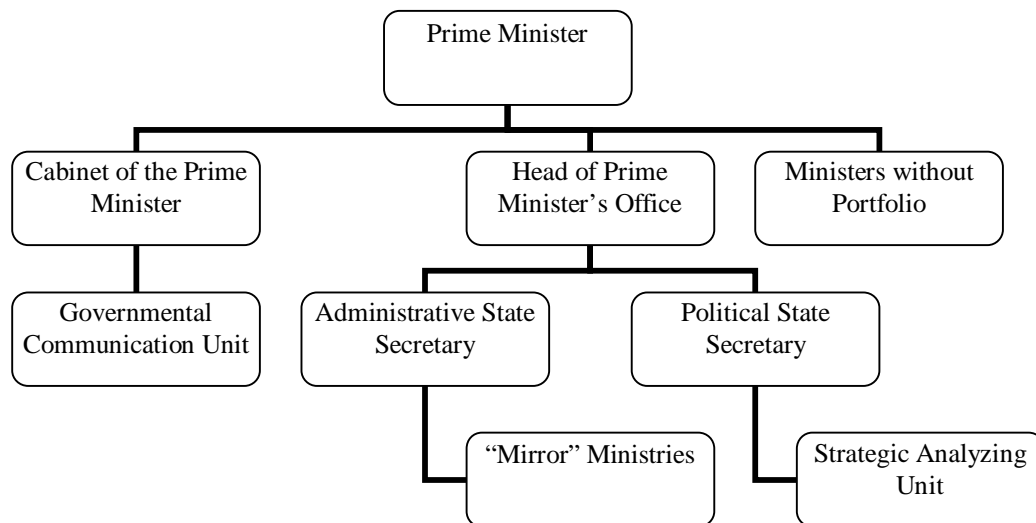 Prime Minister
Cabinet of the Prime
Minister
Head of Prime
Minister’s Office
Ministers without
Portfolio
Governmental
Communication Unit
Administrative State
Secretary
Political State
Secretary
“Mirror” Ministries
Strategic Analyzing
Unit